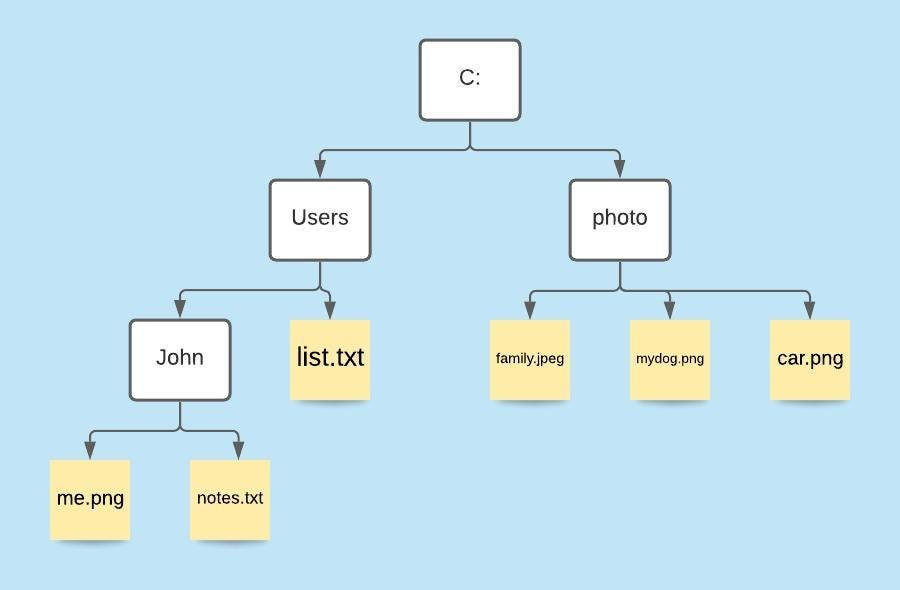 C:
Users
photo
John
list.txt
family.jpeg
mydog.png
car.png
me.png
notes.txt